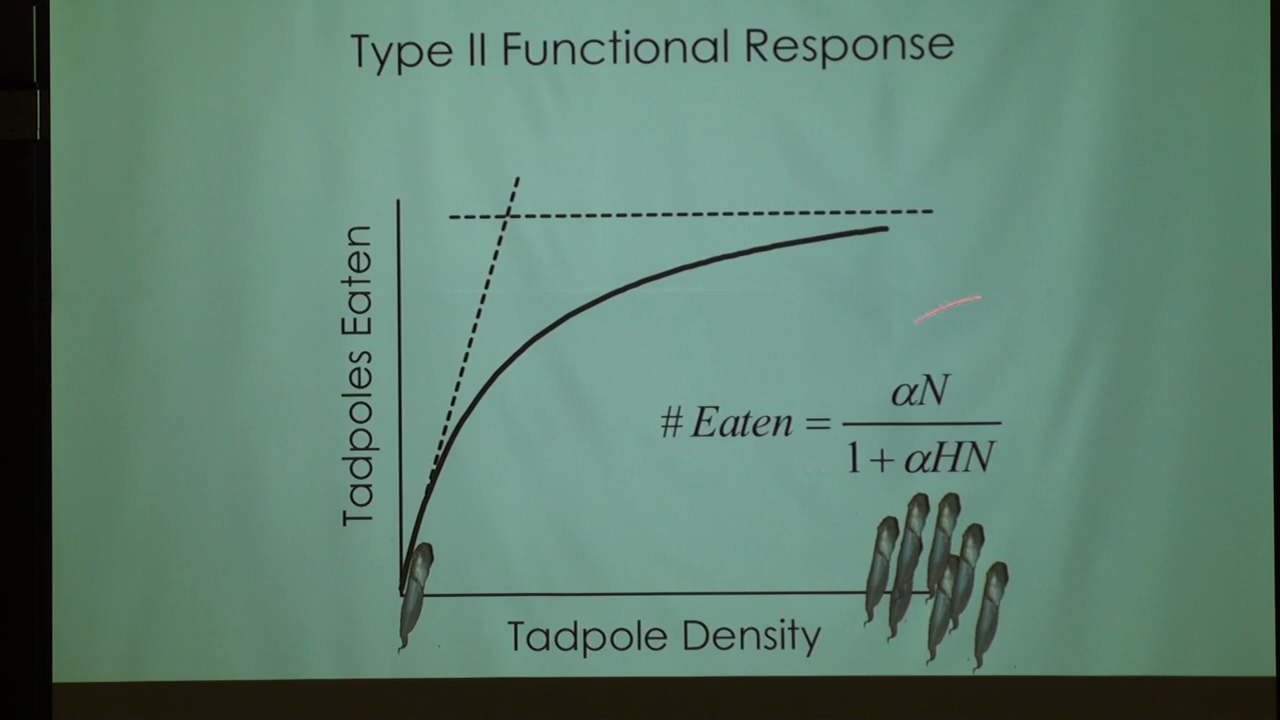 Type II Functional Response
Tadpoles Eaten
# Eaten = αN / 1 + αHN
Tadpole Density